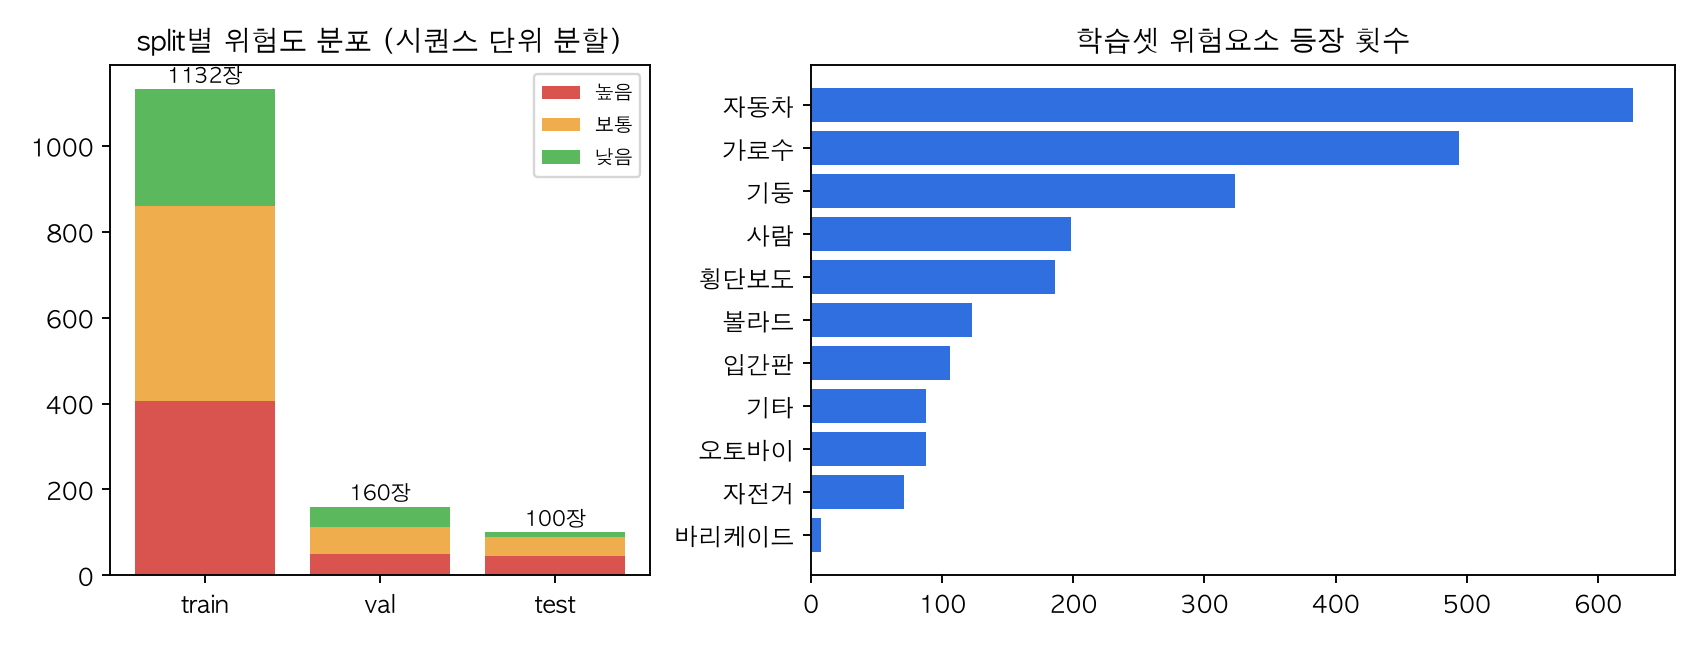 split별 위험도 분포 (시퀀스 단위 분할)
1132장
160장
100장
높음
보통
낮음
1000
800
600
400
200
0
train
val
test
학습셋 위험요소 등장 횟수
자동차
가로수
기둥
사람
횡단보도
볼라드
입간판
기타
오토바이
자전거
바리케이드
0
100
200
300
400
500
600